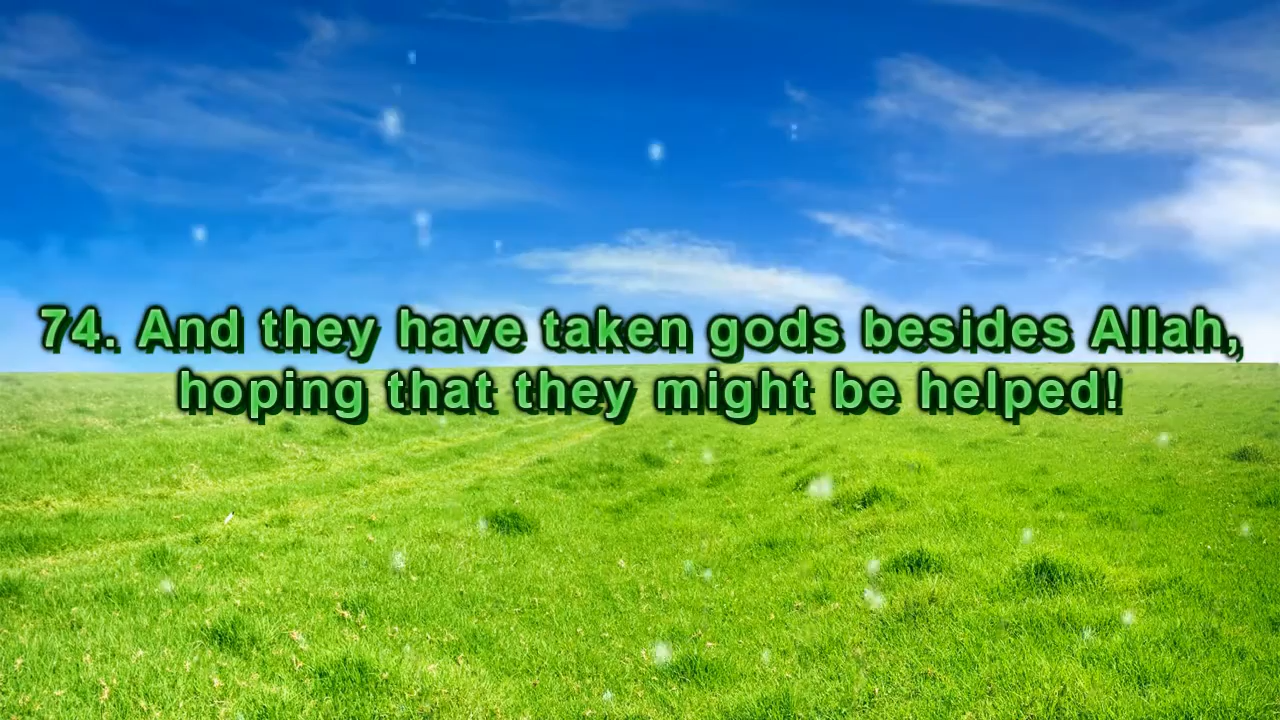 74. And they have taken gods besides Allah,
hoping that they might be helped!